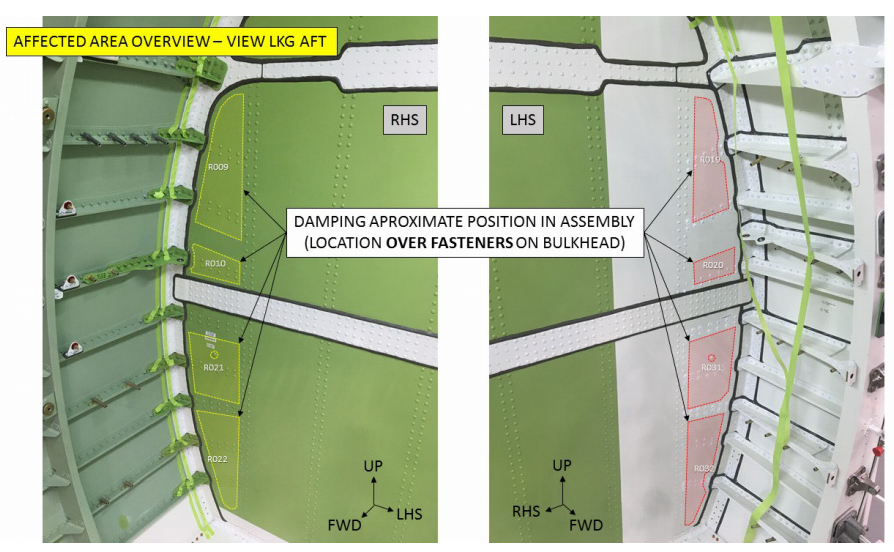 AFFECTED AREA OVERVIEW – VIEW LKG AFT
RHS
LHS
R009
R019
DAMPING APROXIMATE POSITION IN ASSEMBLY
(LOCATION OVER FASTENERS ON BULKHEAD)
R010
R020
R021
R031
R022
R032
UP
LHS
FWD
UP
RHS
FWD